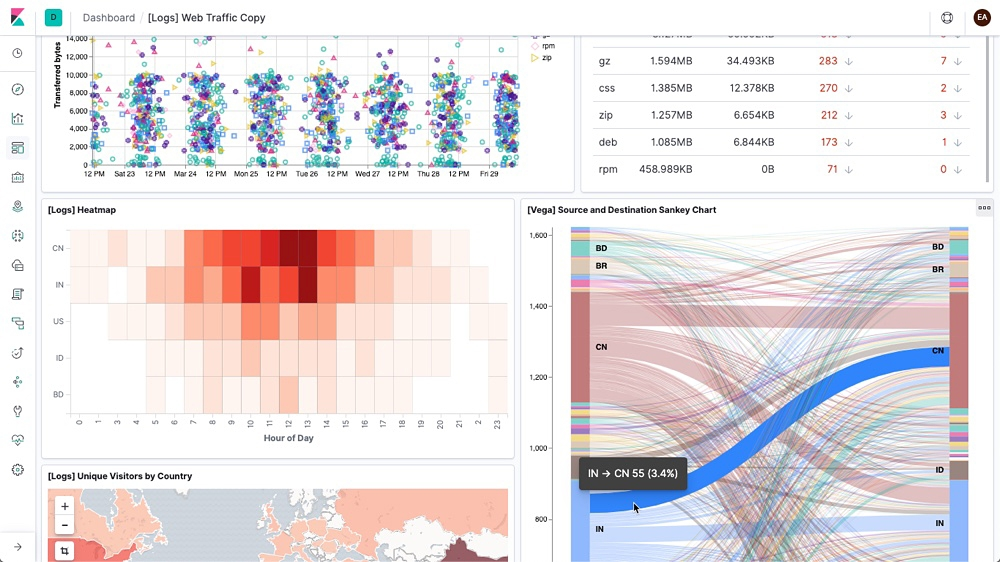 D Dashboard / [Logs] Web Traffic Copy EA
Transferred bytes
14,000
12,000
10,000
8,000
6,000
4,000
2,000
0
12 PM Sat 23 12 PM Mar 24 12 PM Mon 25 12 PM Tue 26 12 PM Wed 27 12 PM Thu 28 12 PM Fri 29
rpm
zip
gz 1.594MB 34.493KB 283 7
css 1.385MB 12.378KB 270 2
zip 1.257MB 6.654KB 212 3
deb 1.085MB 6.844KB 173 1
rpm 458.989KB 0B 71 0
[Logs] Heatmap
CN
IN
US
ID
BD
0 1 2 3 4 5 6 7 8 9 10 11 12 13 14 15 16 17 18 19 20 21 2 23
Hour of Day
[Vega] Source and Destination Sankey Chart
1,600
1,400
1,200
1,000
800
600
BD BD
BR BR
CN CN
ID
IN → CN 55 (3.4%)
IN IN
[Logs] Unique Visitors by Country
+
−